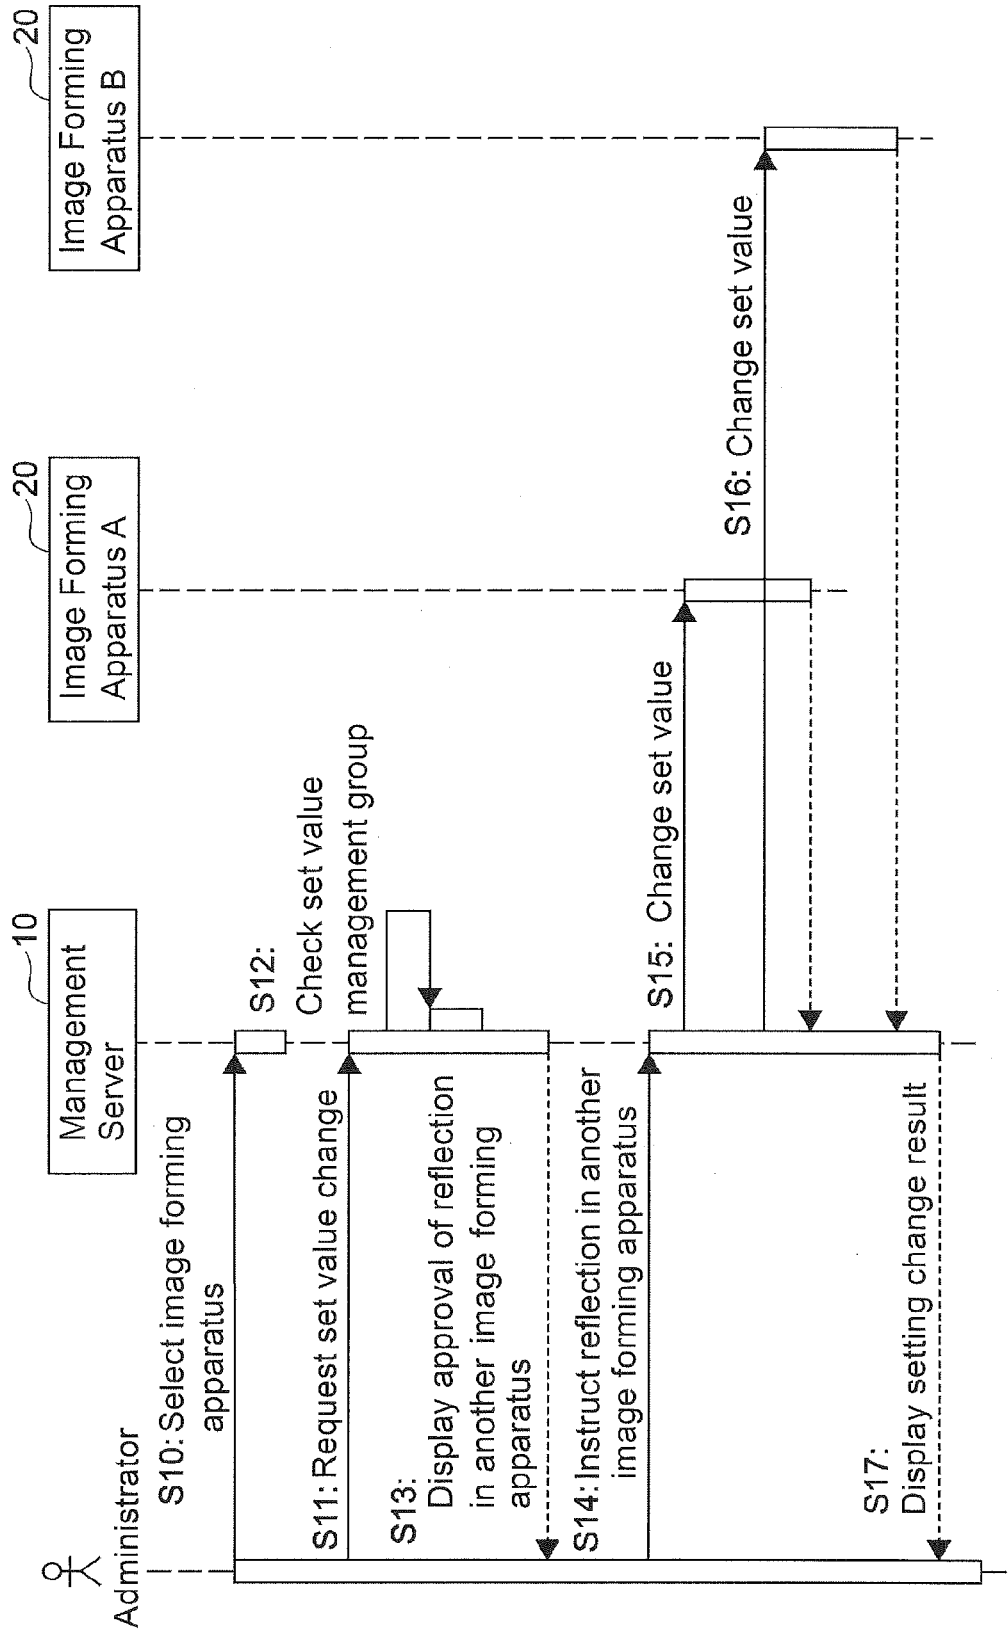 Administrator
10
Management
Server
20
Image Forming
Apparatus A
20
Image Forming
Apparatus B
S10: Select image forming
apparatus
S11: Request set value change
S12:
Check set value
management group
S13:
Display approval of reflection
in another image forming
apparatus
S14: Instruct reflection in another
image forming apparatus
S15: Change set value
S16: Change set value
S17:
Display setting change result